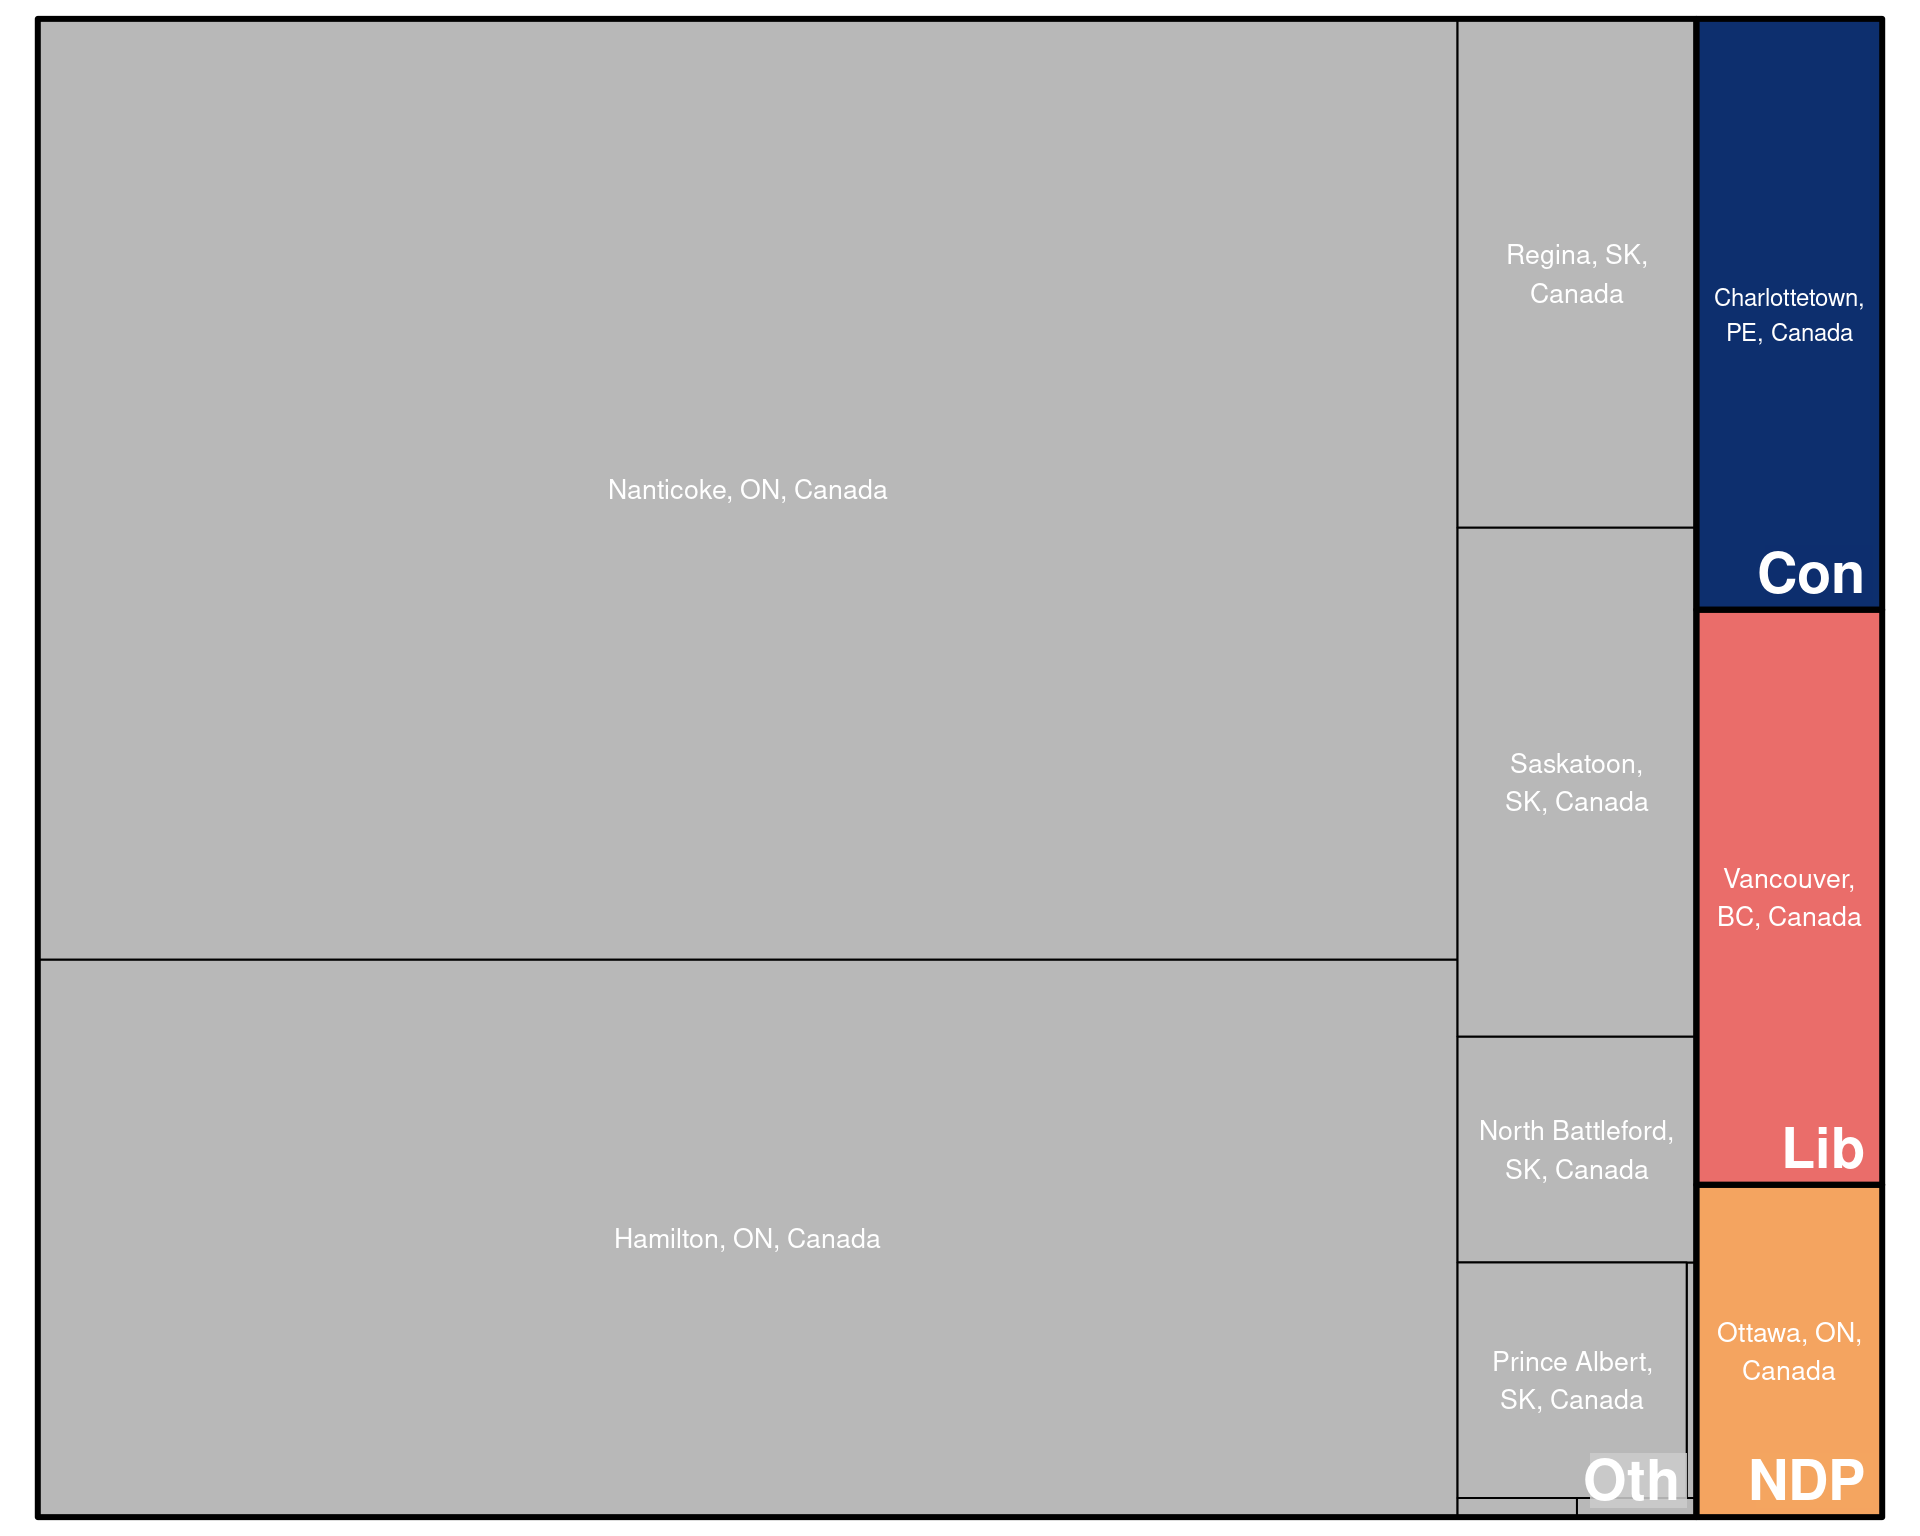 Nanticoke, ON, Canada
Hamilton, ON, Canada
Regina, SK,
Canada
Saskatoon,
SK, Canada
North Battleford,
SK, Canada
Prince Albert,
SK, Canada
Oth
Charlottetown,
PE, Canada
Con
Vancouver,
BC, Canada
Lib
Ottawa, ON,
Canada
NDP